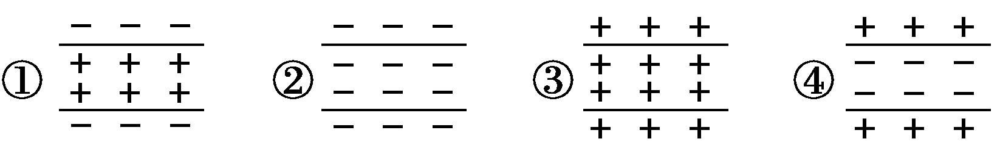 − − − − − − + + + + + +
① + + + ② − − − ③ + + + ④ − − −
+ + + − − − + + + − − −
− − − − − − + + + + + +